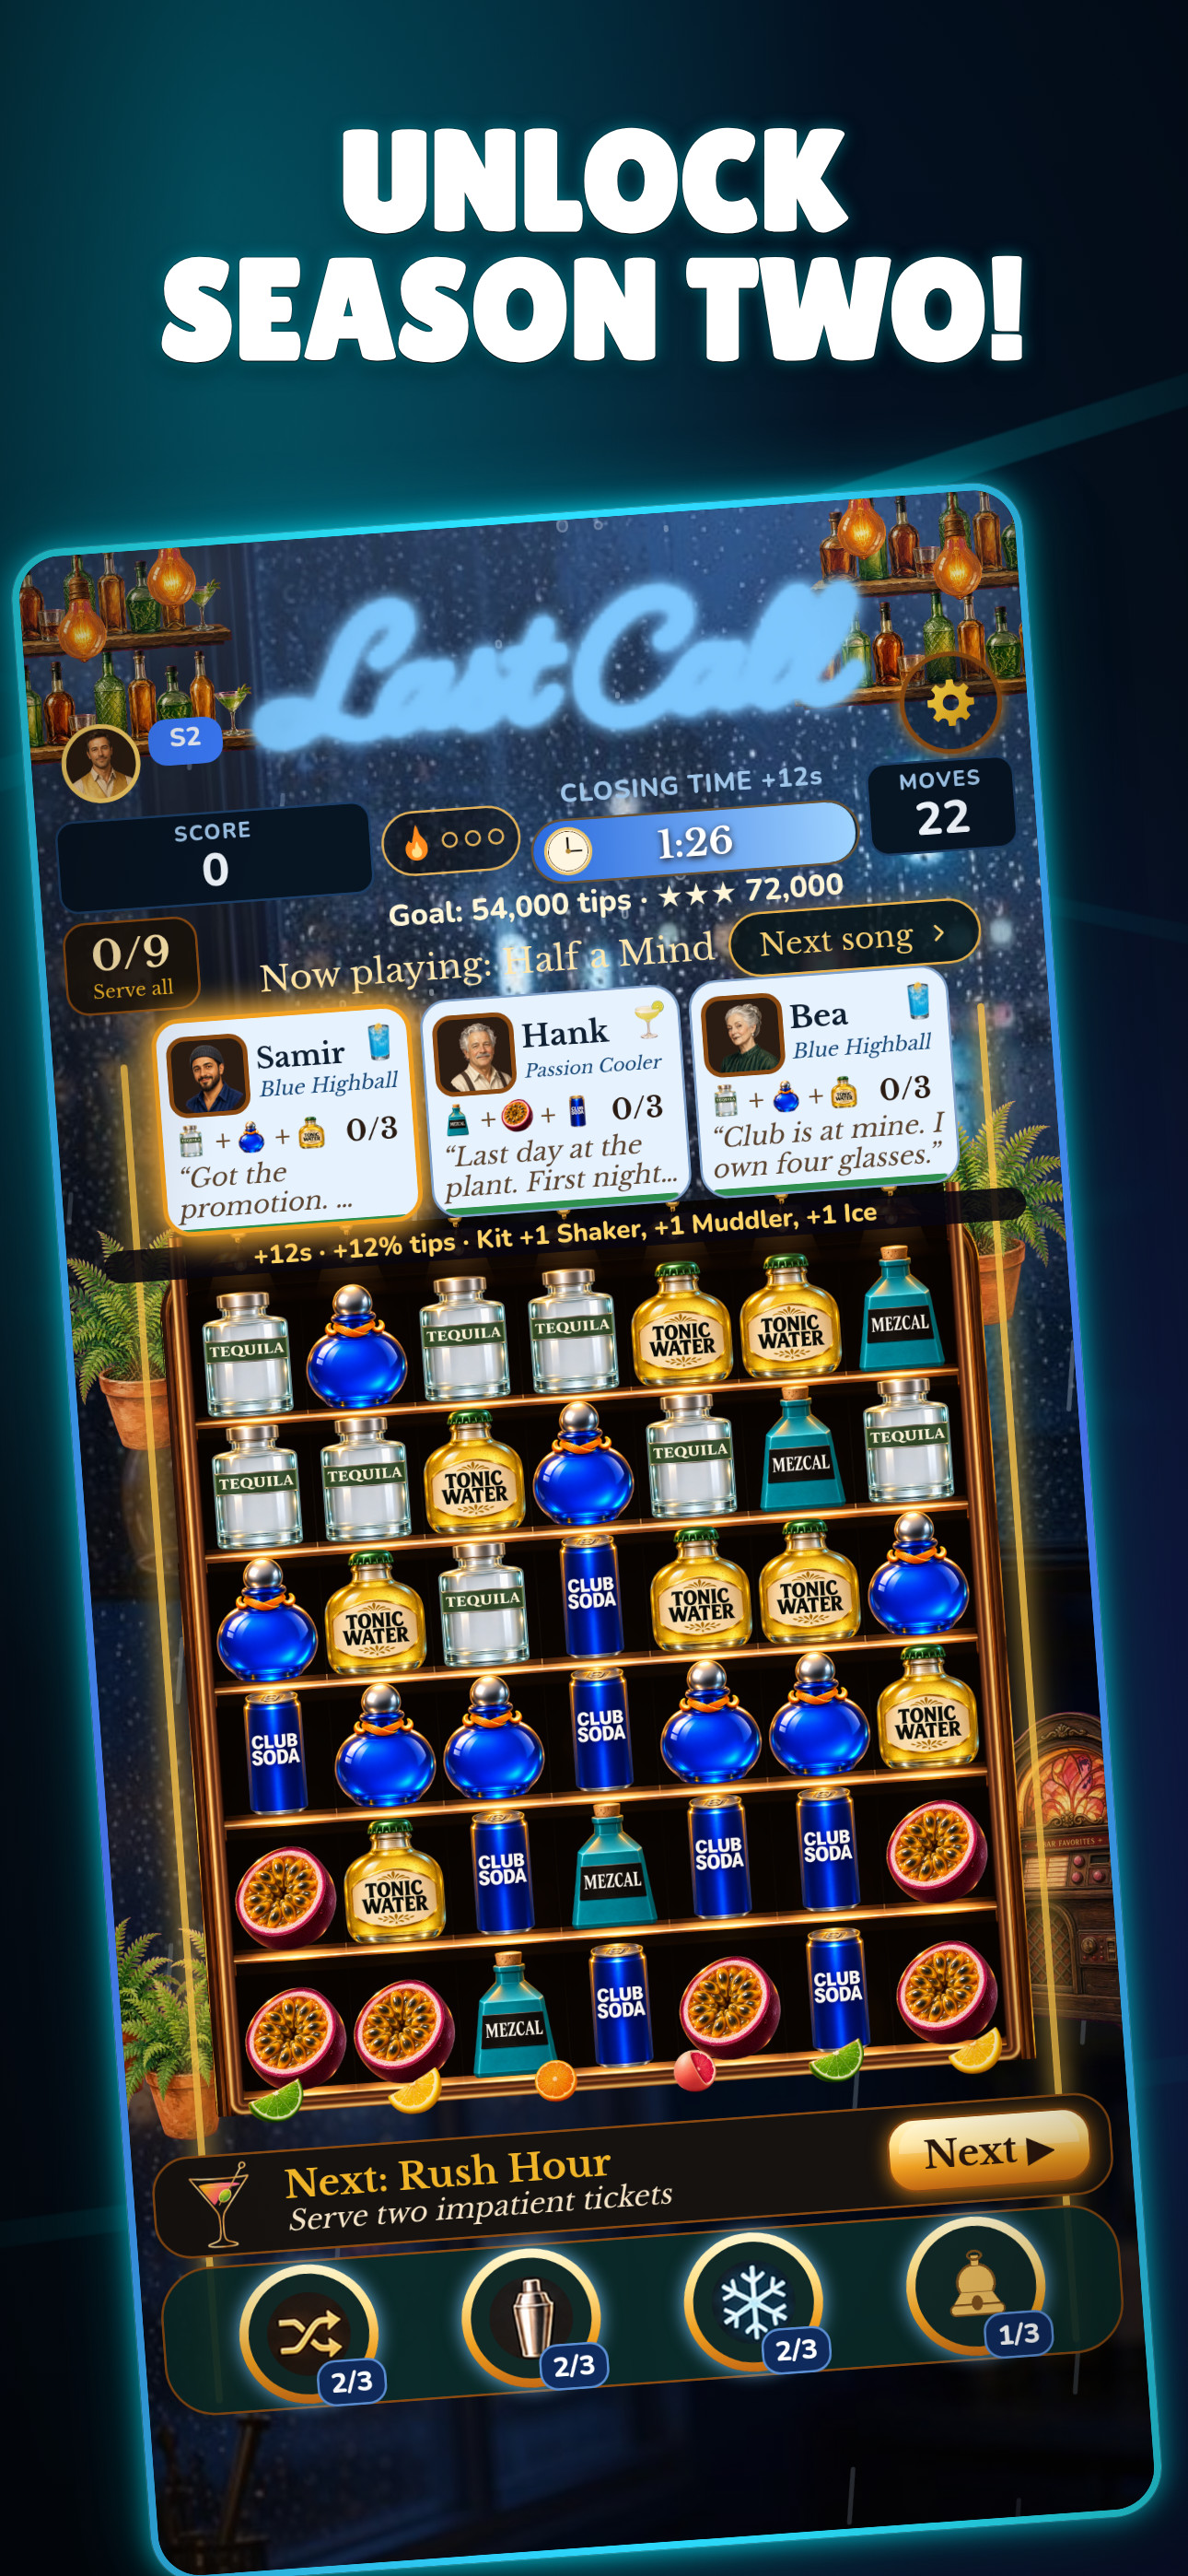 UNLOCK
SEASON TWO!
Last Call
S2
CLOSING TIME +12s
MOVES
22
SCORE
0
1:26
Goal: 54,000 tips · ★★★ 72,000
0/9
Serve all
Now playing: Half a Mind
Next song >
Samir
Blue Highball
+ + 0/3
“Got the
promotion. ...
Hank
Passion Cooler
+ + 0/3
“Last day at the
plant. First night...
Bea
Blue Highball
+ + 0/3
“Club is at mine. I
own four glasses.”
+12s · +12% tips · Kit +1 Shaker, +1 Muddler, +1 Ice
TEQUILA TEQUILA TEQUILA TONIC WATER TONIC WATER MEZCAL
TEQUILA TEQUILA TONIC WATER TEQUILA MEZCAL TEQUILA
TONIC WATER TEQUILA CLUB SODA TONIC WATER TONIC WATER
CLUB SODA CLUB SODA TONIC WATER
TONIC WATER CLUB SODA MEZCAL CLUB SODA CLUB SODA
BAR FAVORITES
MEZCAL CLUB SODA CLUB SODA
Next: Rush Hour
Serve two impatient tickets
Next ▶
2/3
2/3
2/3
1/3